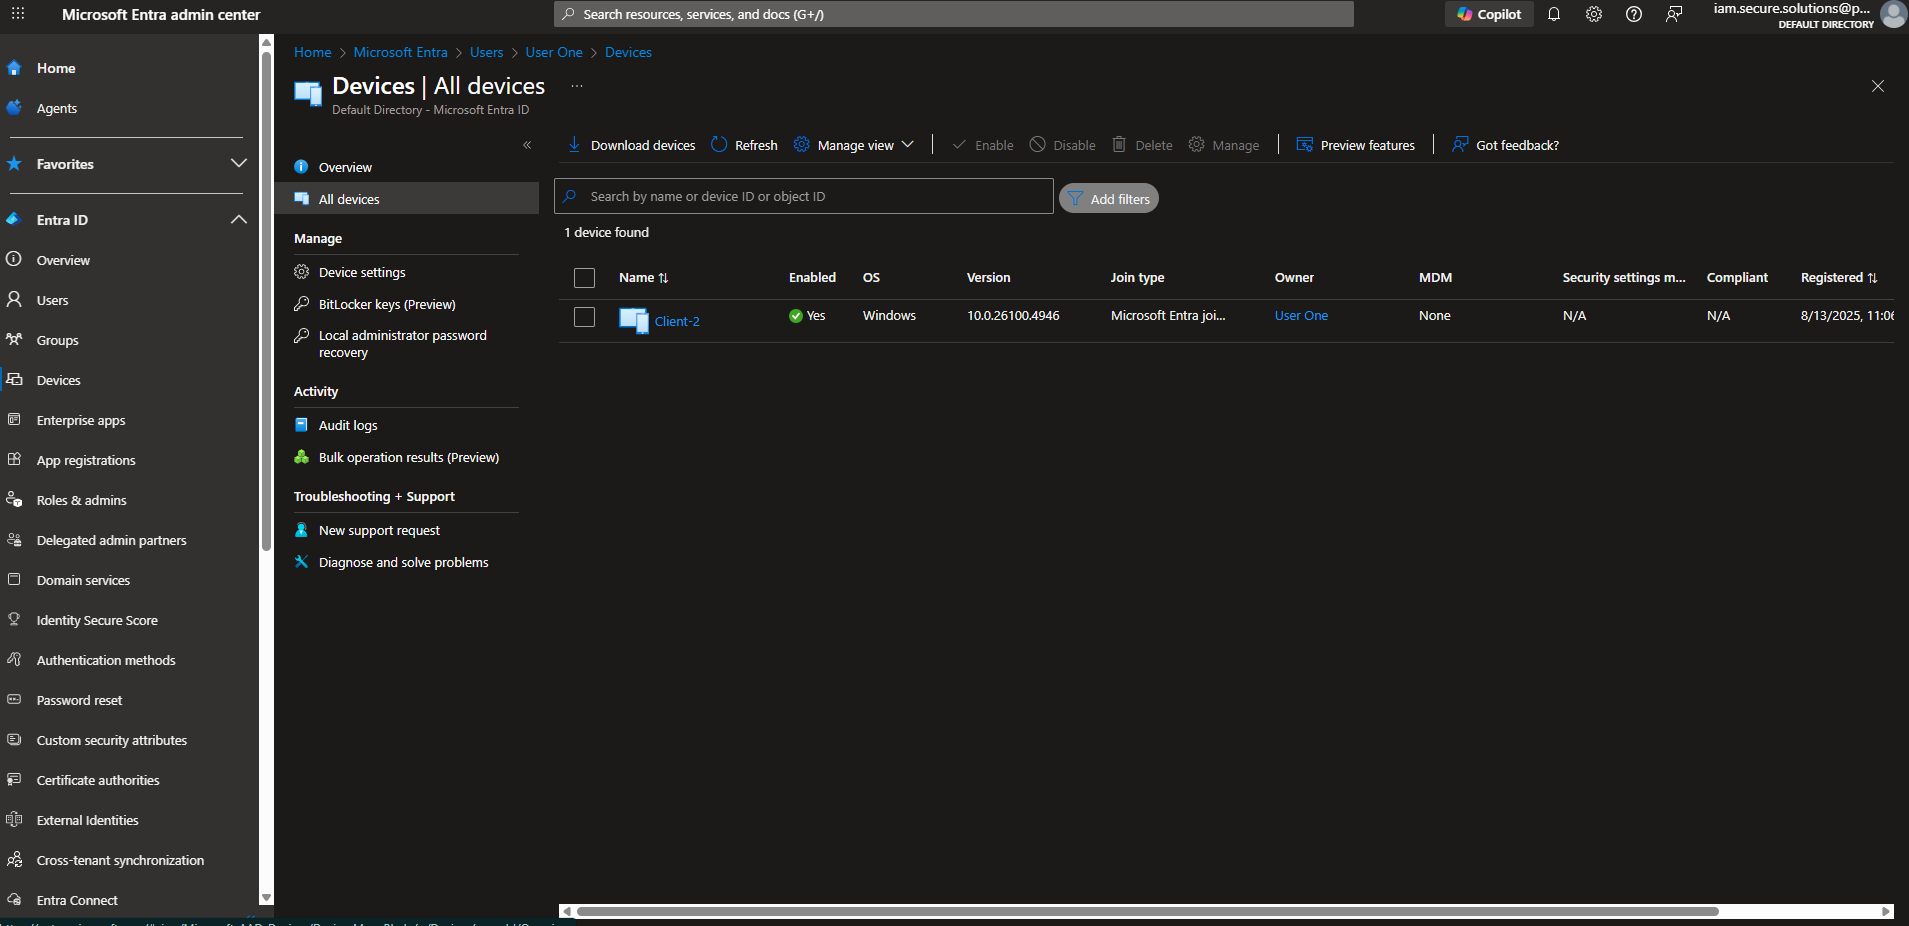 Microsoft Entra admin center
Search resources, services, and docs (G+/)
Copilot
iam.secure.solutions@p...
DEFAULT DIRECTORY
Home
Agents
Favorites
Entra ID
Overview
Users
Groups
Devices
Enterprise apps
App registrations
Roles & admins
Delegated admin partners
Domain services
Identity Secure Score
Authentication methods
Password reset
Custom security attributes
Certificate authorities
External Identities
Cross-tenant synchronization
Entra Connect
Home > Microsoft Entra > Users > User One > Devices
Devices | All devices ...
Default Directory - Microsoft Entra ID
Overview
All devices
Manage
Device settings
BitLocker keys (Preview)
Local administrator password
recovery
Activity
Audit logs
Bulk operation results (Preview)
Troubleshooting + Support
New support request
Diagnose and solve problems
Download devices Refresh Manage view Enable Disable Delete Manage Preview features Got feedback?
Search by name or device ID or object ID
Add filters
1 device found
Name Enabled OS Version Join type Owner MDM Security settings m... Compliant Registered
Client-2 Yes Windows 10.0.26100.4946 Microsoft Entra joi... User One None N/A N/A 8/13/2025, 11:06